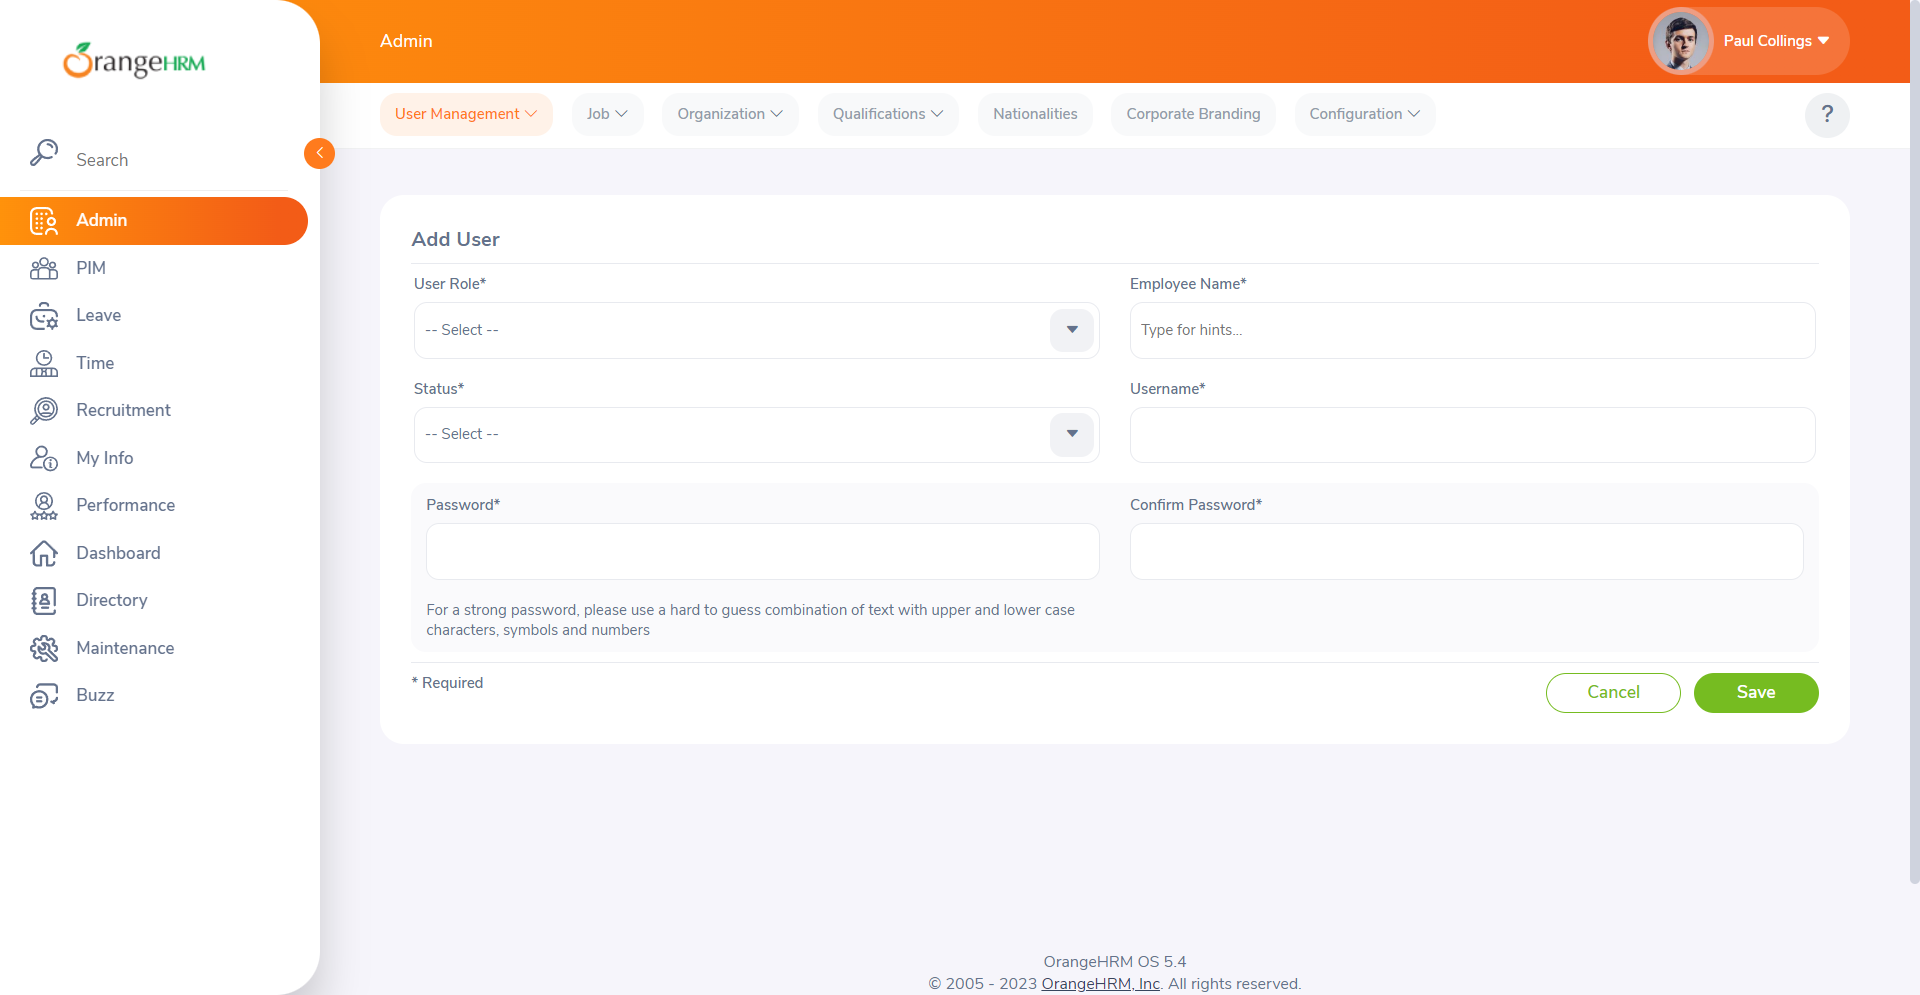 OrangeHRM
Search
Admin
PIM
Leave
Time
Recruitment
My Info
Performance
Dashboard
Directory
Maintenance
Buzz
Admin
Paul Collings
User Management
Job
Organization
Qualifications
Nationalities
Corporate Branding
Configuration
?
Add User
User Role*
Employee Name*
-- Select --
Type for hints...
Status*
Username*
-- Select --
Password*
Confirm Password*
For a strong password, please use a hard to guess combination of text with upper and lower case
characters, symbols and numbers
* Required
Cancel
Save
OrangeHRM OS 5.4
© 2005 - 2023 OrangeHRM, Inc. All rights reserved.